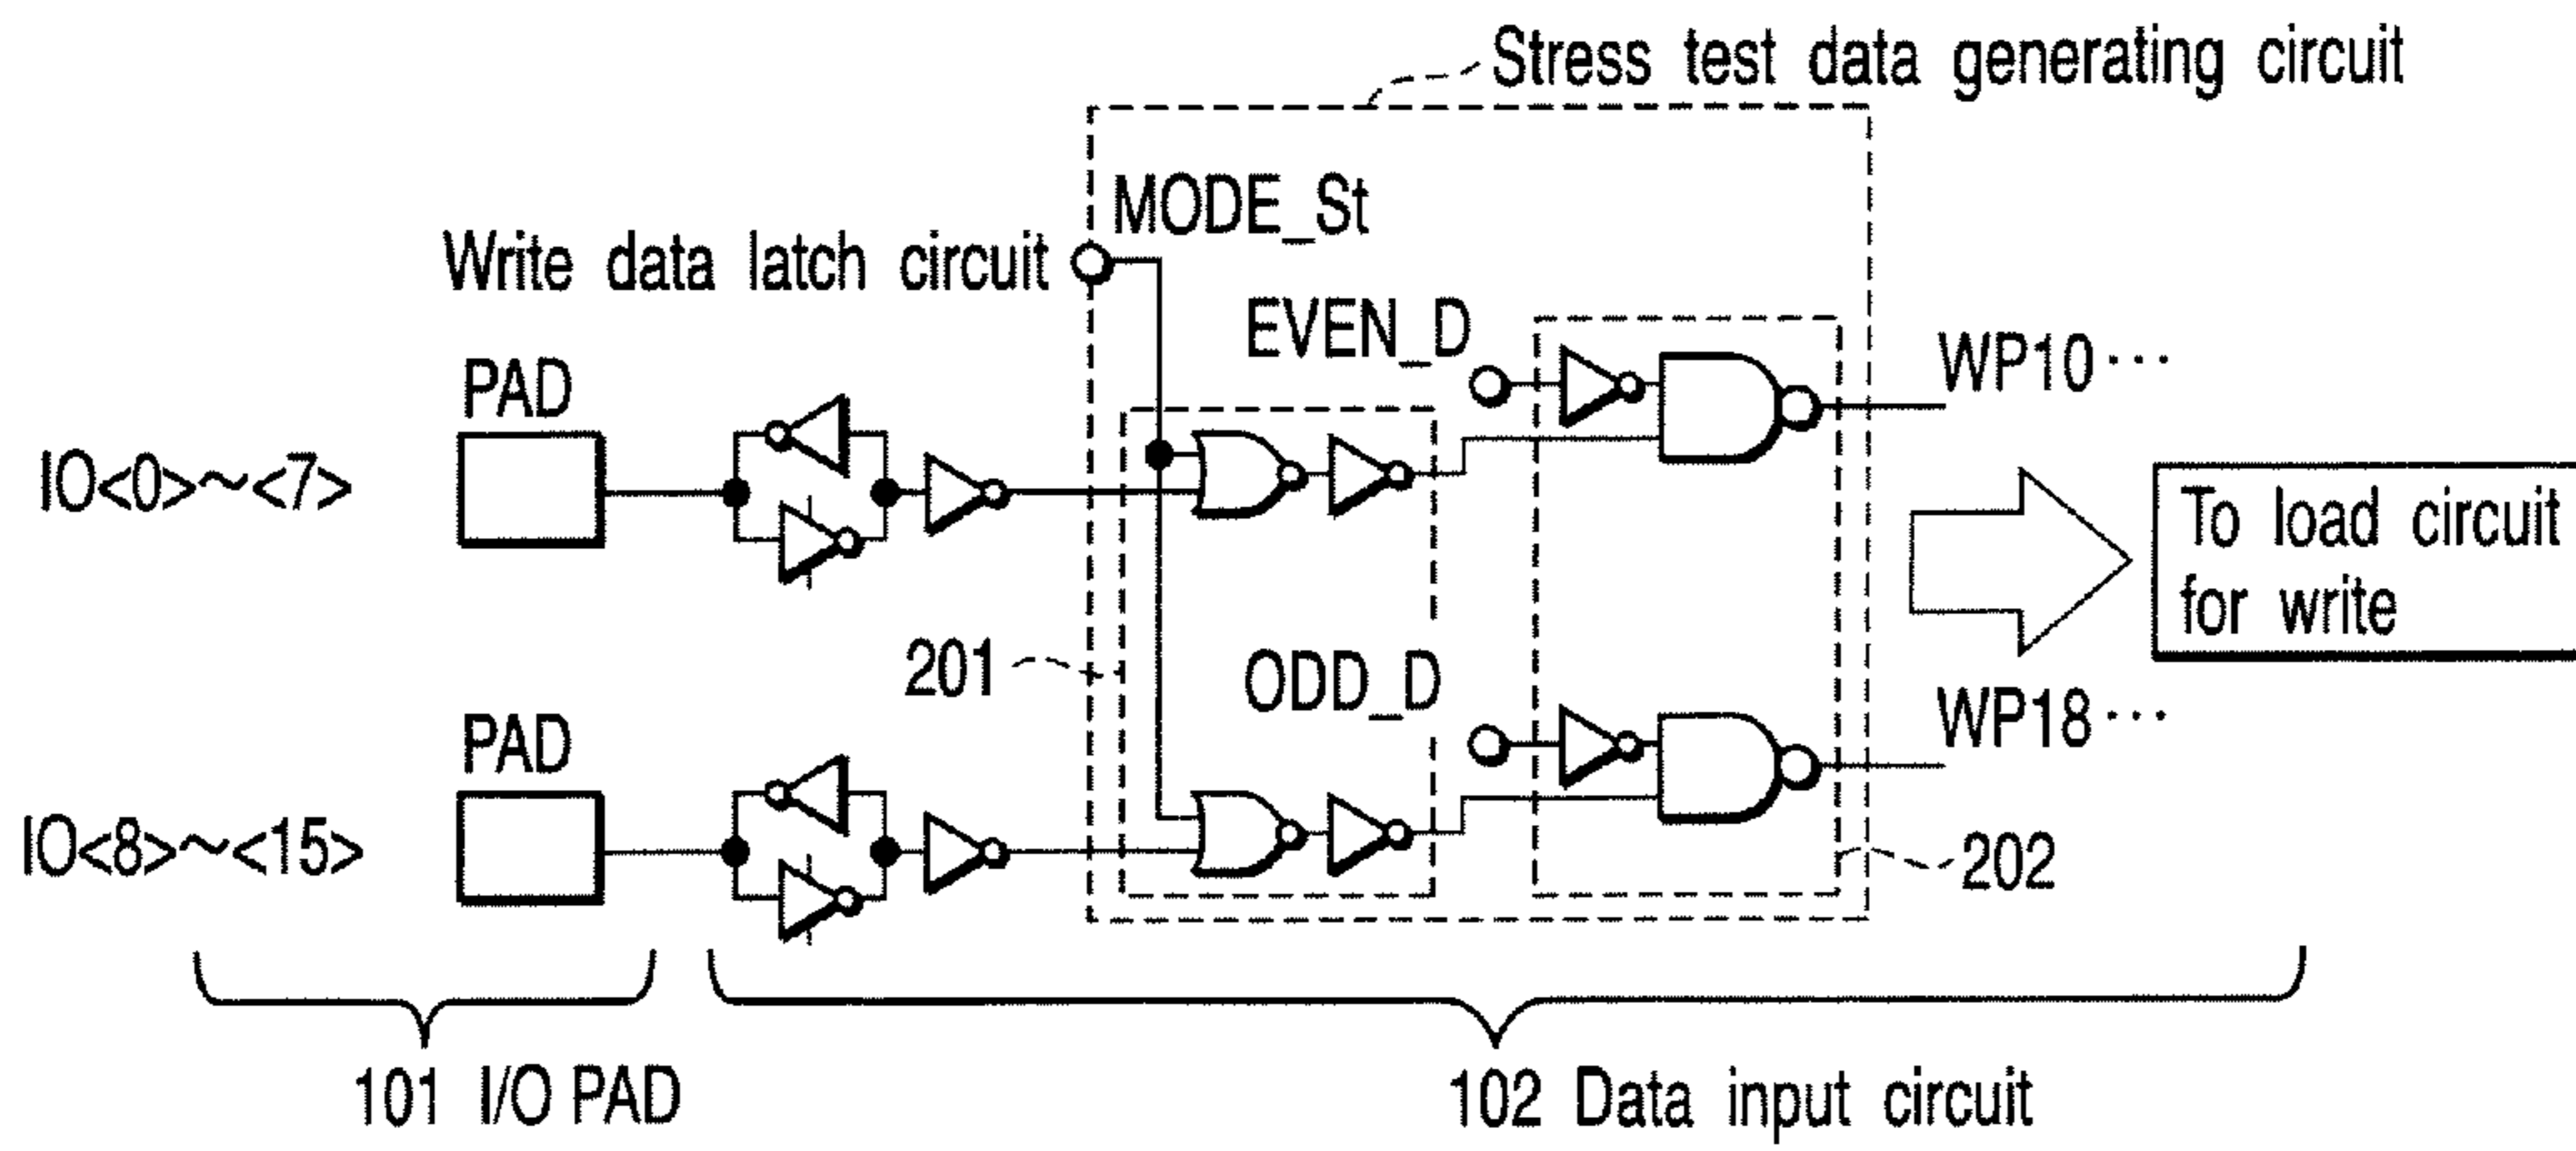 Stress test data generating circuit
MODE_St
Write data latch circuit
EVEN_D
WP10···
PAD
IO<0>~<7>
To load circuit
for write
201
ODD_D
WP18···
PAD
IO<8>~<15>
202
101 I/O PAD
102 Data input circuit